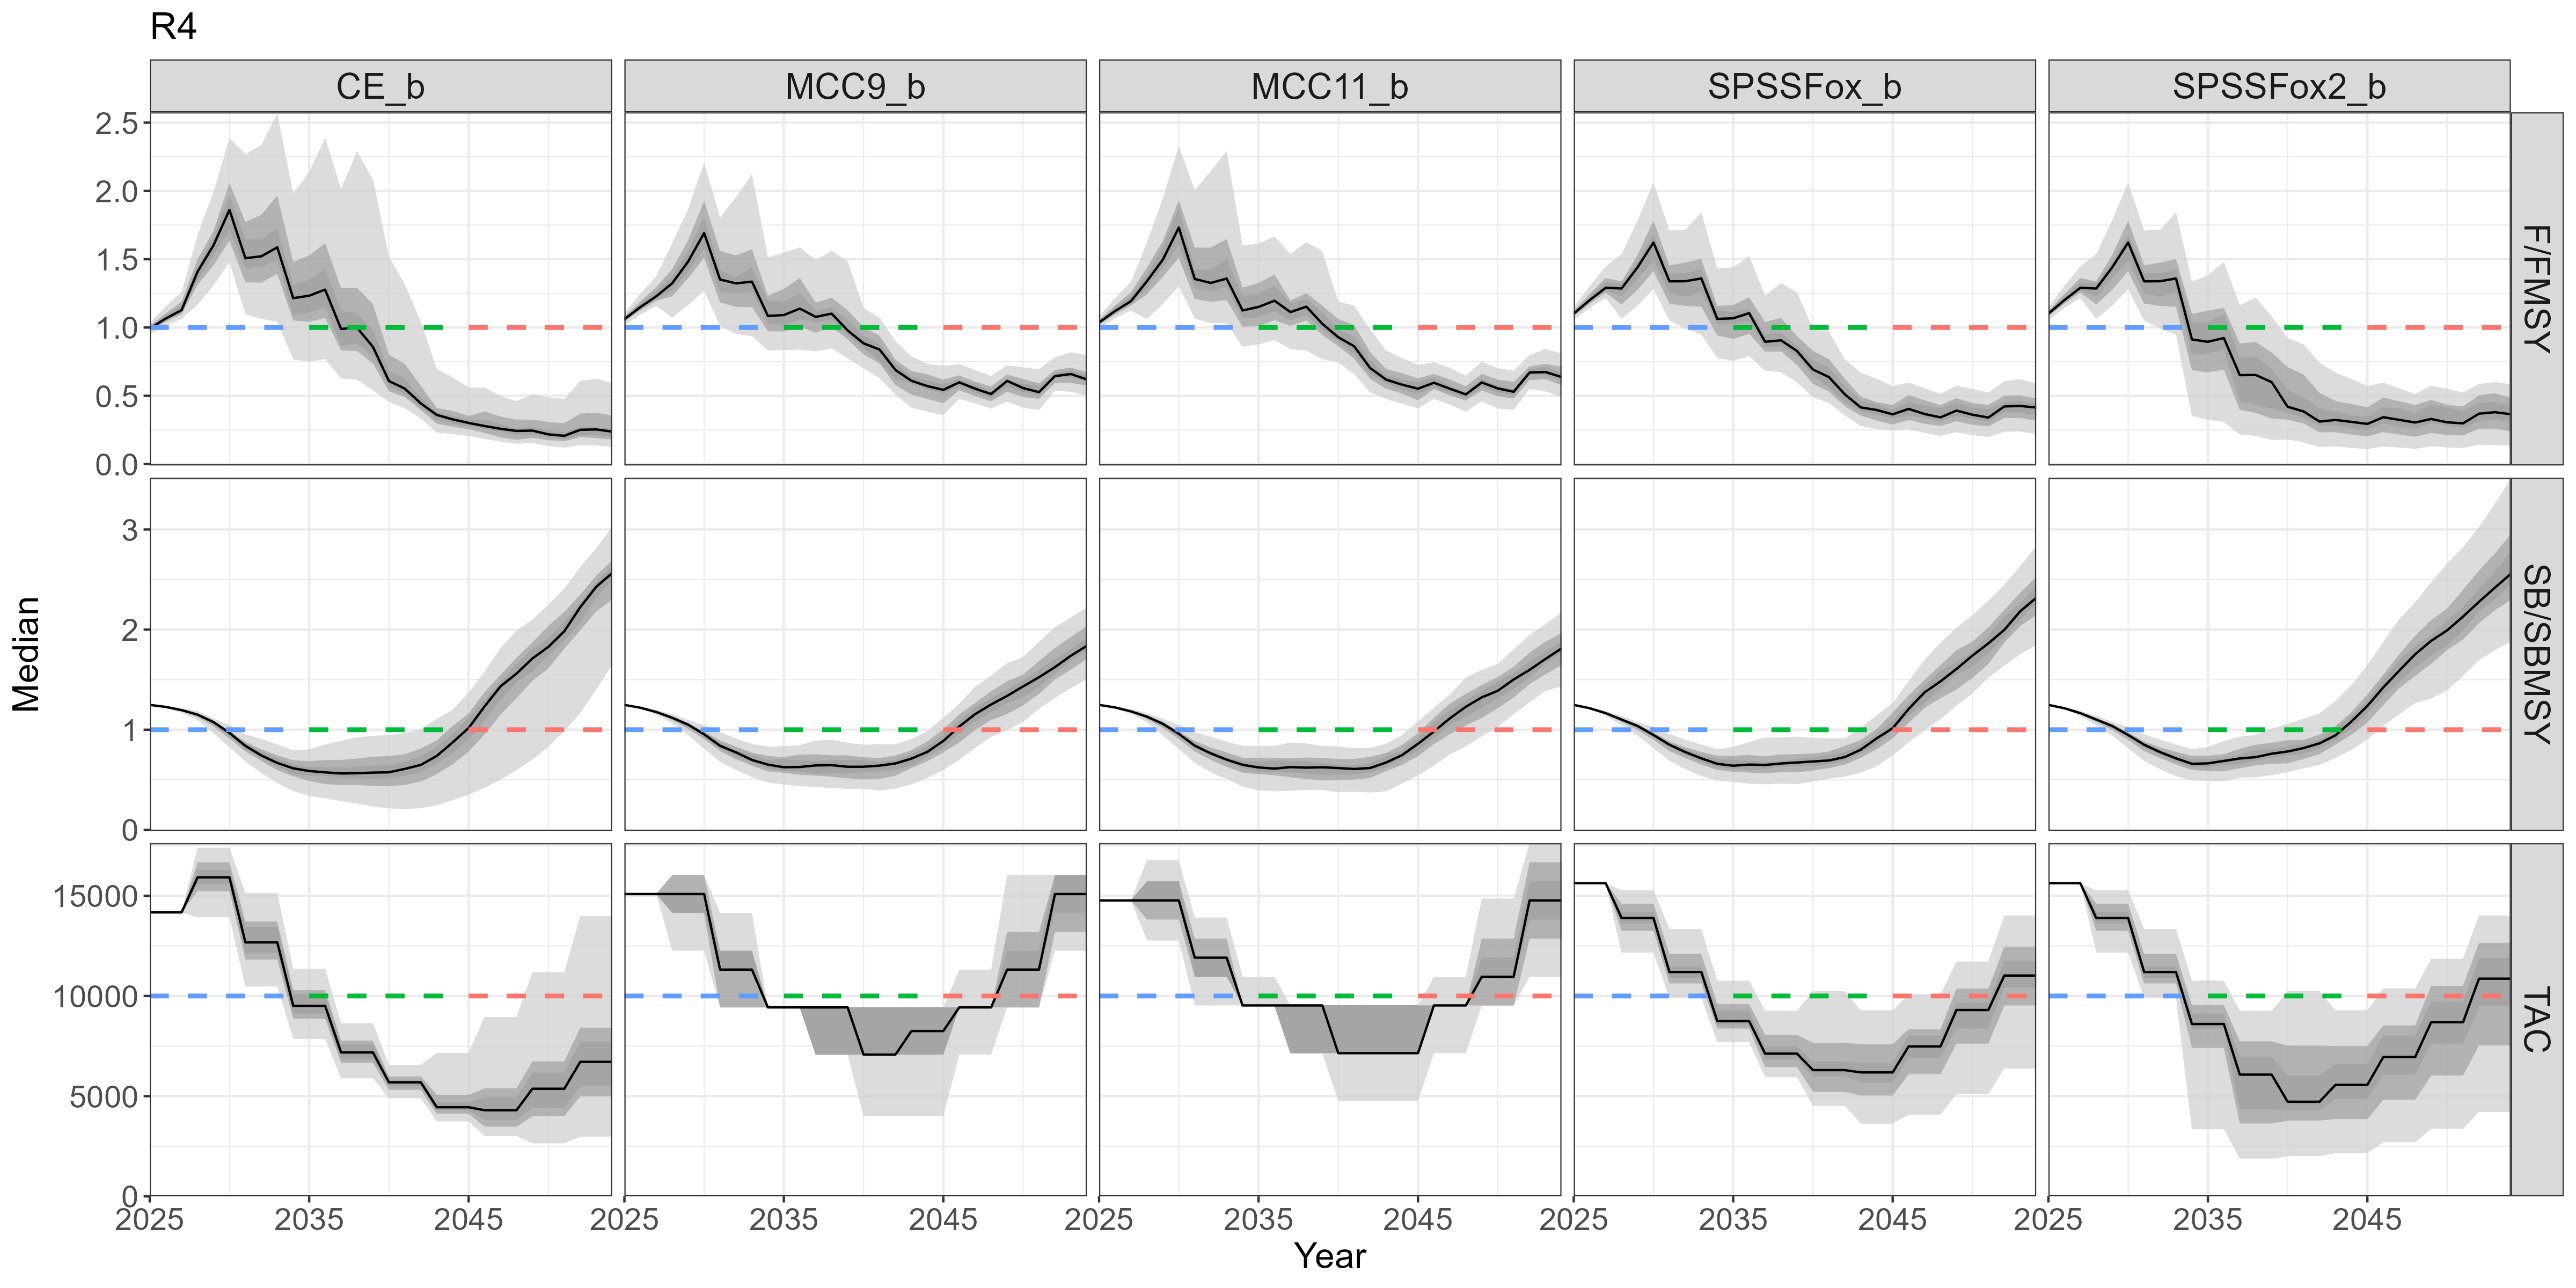 R4
CE_b MCC9_b MCC11_b SPSSFox_b SPSSFox2_b
2.5
2.0
1.5
1.0
0.5
0.0
F/FMSY
3
2
1
0
SB/SBMSY
Median
15000
10000
5000
0
TAC
2025 2035 2045 2025 2035 2045 2025 2035 2045 2025 2035 2045 2025 2035 2045
Year